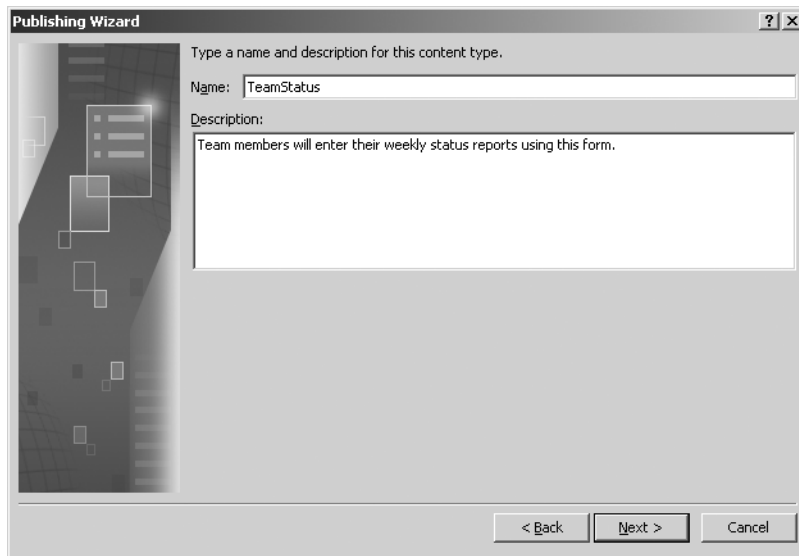 Publishing Wizard
Type a name and description for this content type.
Name: TeamStatus
Description:
Team members will enter their weekly status reports using this form.
< Back Next > Cancel